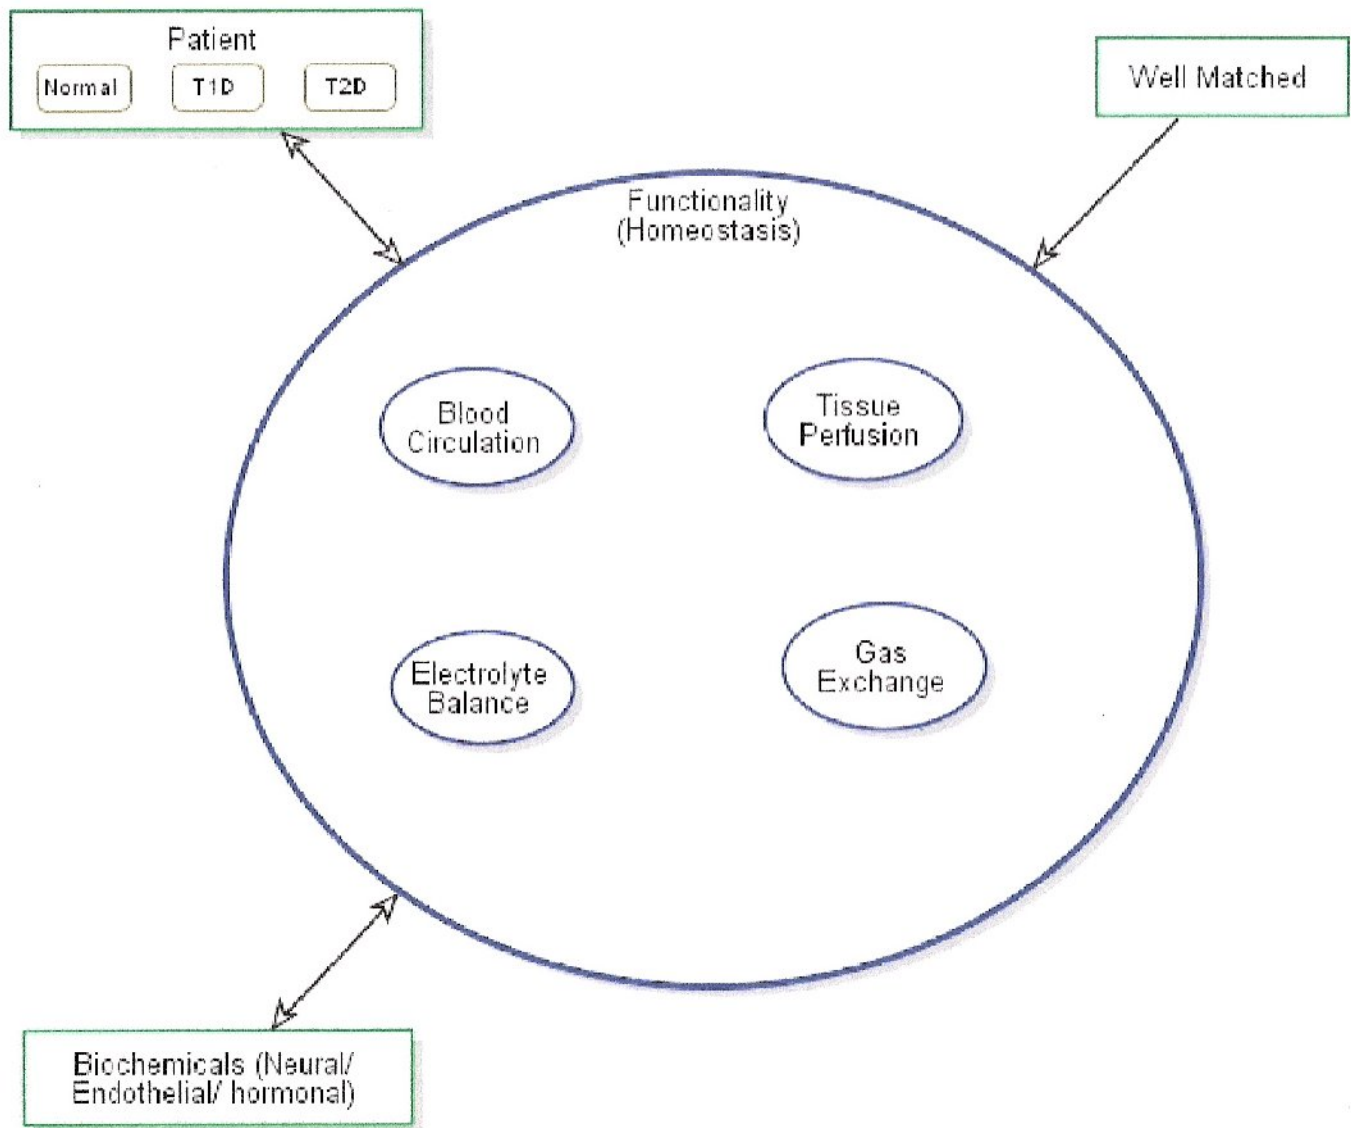 Patient
Normal T1D T2D
Well Matched
Functionality
(Homeostasis)
Blood
Circulation
Tissue
Perfusion
Electrolyte
Balance
Gas
Exchange
Biochemicals (Neural/
Endothelial/ hormonal)